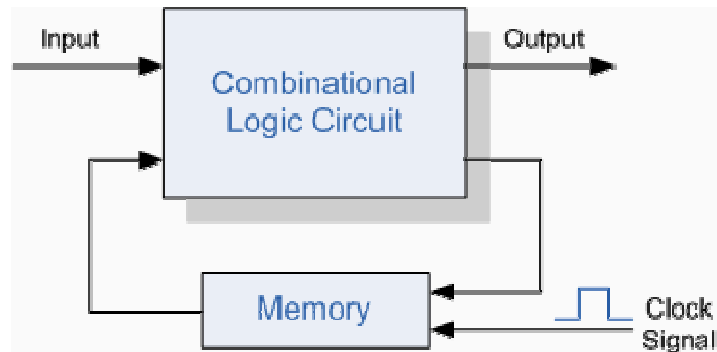 Input
Output
Combinational
Logic Circuit
Memory
Clock
Signal